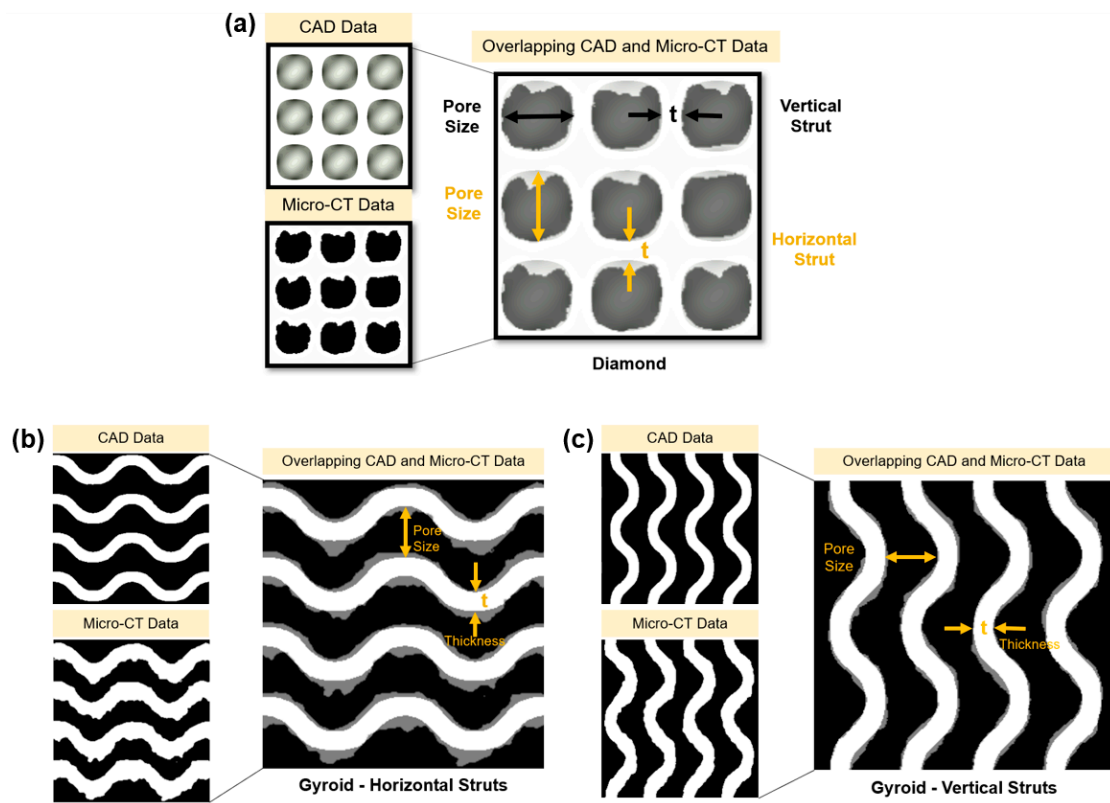 (a)
CAD Data
Overlapping CAD and Micro-CT Data
Pore
Size
t
Vertical
Strut
Micro-CT Data
Pore
Size
t
Horizontal
Strut
Diamond
(b)
CAD Data
Overlapping CAD and Micro-CT Data
Pore
Size
t
Thickness
Micro-CT Data
Gyroid - Horizontal Struts
(c)
CAD Data
Overlapping CAD and Micro-CT Data
Pore
Size
t
Thickness
Micro-CT Data
Gyroid - Vertical Struts